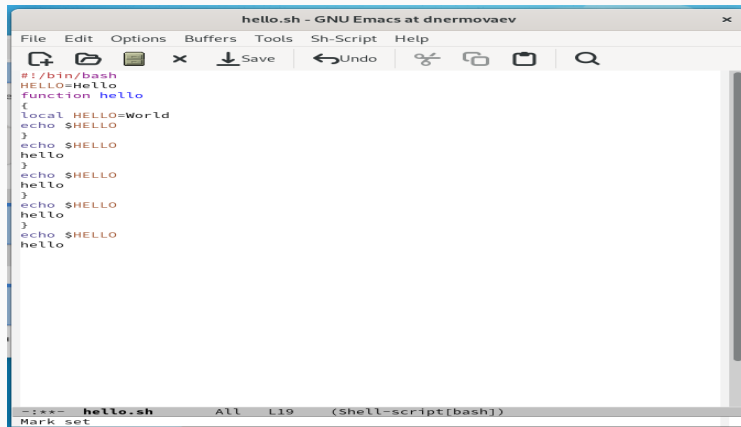 hello.sh - GNU Emacs at dnermovaev
File Edit Options Buffers Tools Sh-Script Help
Save Undo
#!/bin/bash
HELLO=Hello
function hello
{
local HELLO=World
echo $HELLO
}
echo $HELLO
hello
}
echo $HELLO
hello
}
echo $HELLO
hello
}
echo $HELLO
hello
-:**- hello.sh All L19 (Shell-script[bash])
Mark set